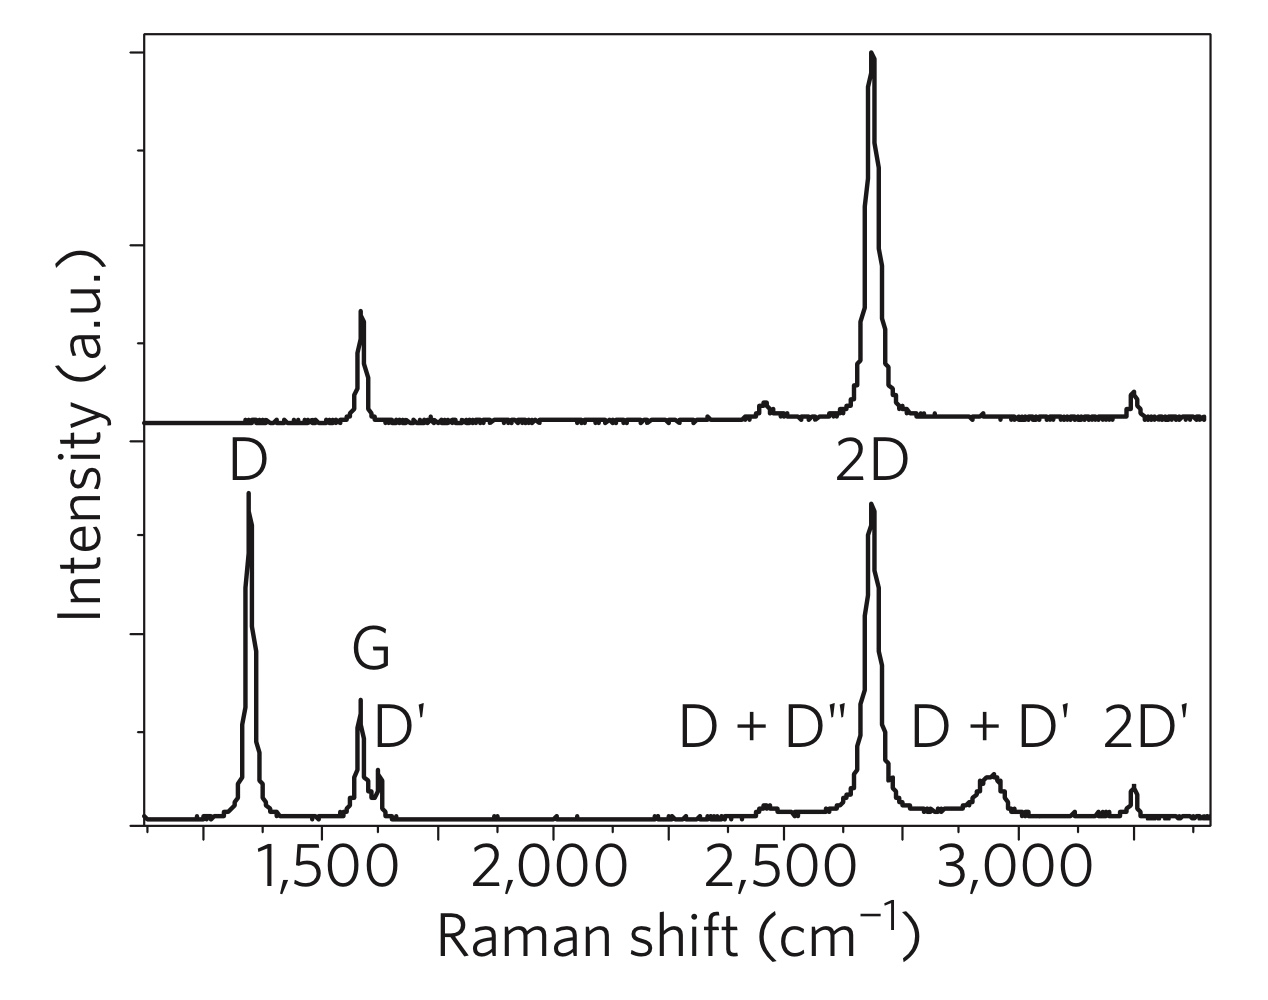 Intensity (a.u.)
D
2D
G
D'
D + D"
D + D'
2D'
1,500
2,000
2,500
3,000
Raman shift (cm⁻¹)